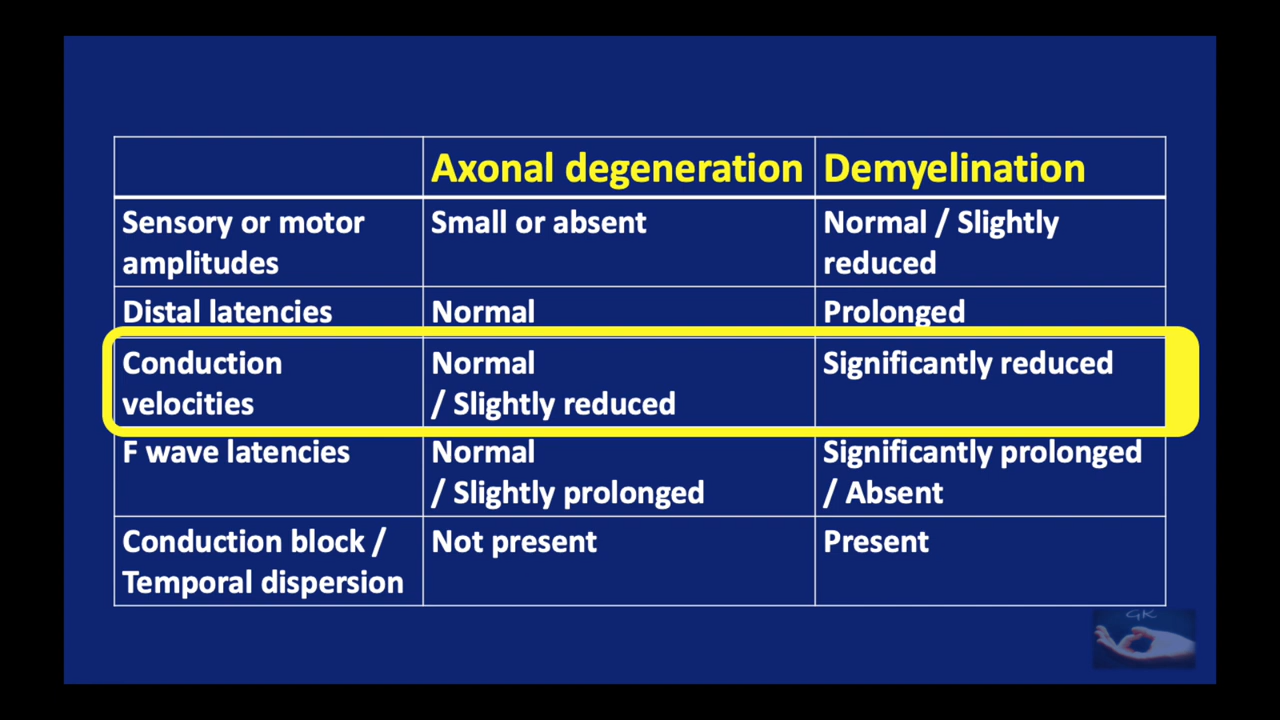 Axonal degeneration Demyelination
Sensory or motor Small or absent Normal / Slightly
amplitudes reduced
Distal latencies Normal Prolonged
Conduction Normal Significantly reduced
velocities / Slightly reduced
F wave latencies Normal Significantly prolonged
/ Slightly prolonged / Absent
Conduction block / Not present Present
Temporal dispersion
GK